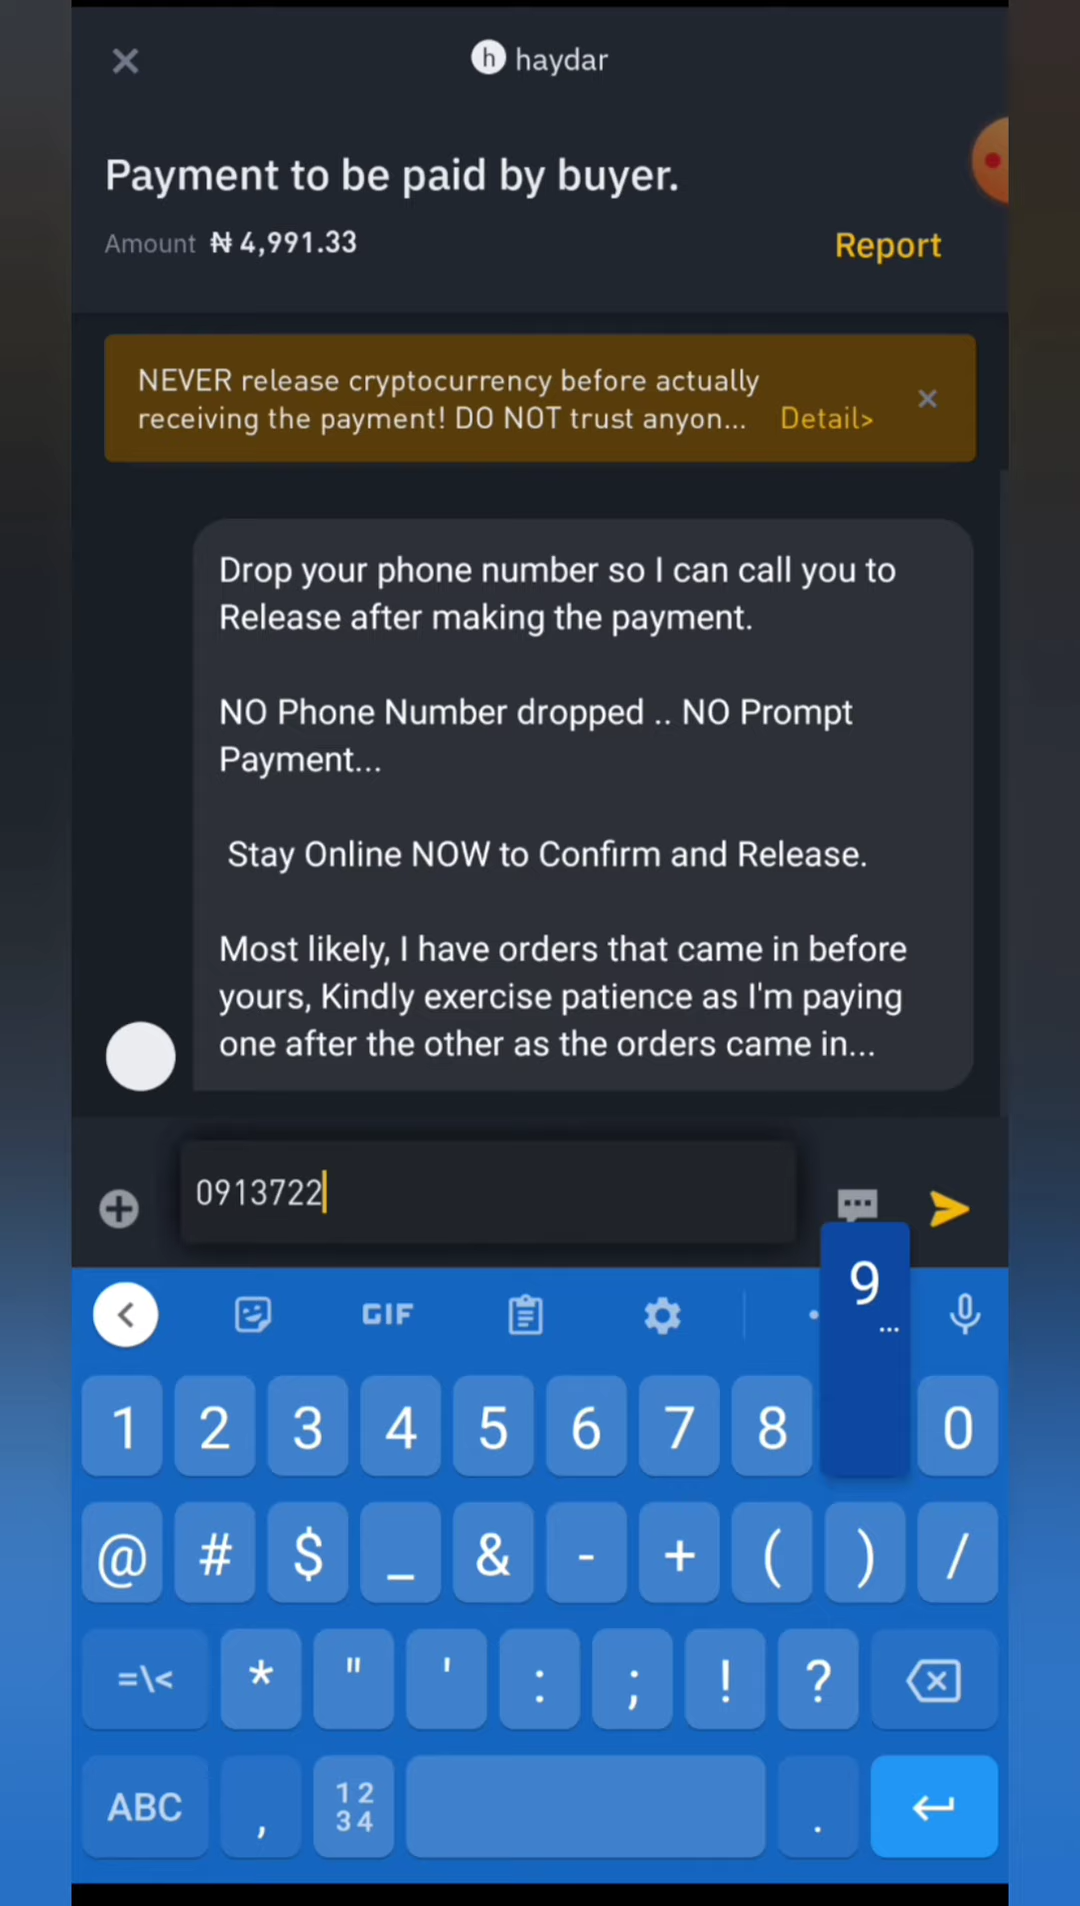 h haydar
Payment to be paid by buyer.
Amount ₦ 4,991.33
Report
NEVER release cryptocurrency before actually
receiving the payment! DO NOT trust anyon... Detail>
Drop your phone number so I can call you to
Release after making the payment.
NO Phone Number dropped .. NO Prompt
Payment...
Stay Online NOW to Confirm and Release.
Most likely, I have orders that came in before
yours, Kindly exercise patience as I'm paying
one after the other as the orders came in...
0913722
9
...
GIF
1 2 3 4 5 6 7 8 0
@ # $ _ & - + ( ) /
=\< * " ' : ; ! ?
ABC , 1 2 .
3 4